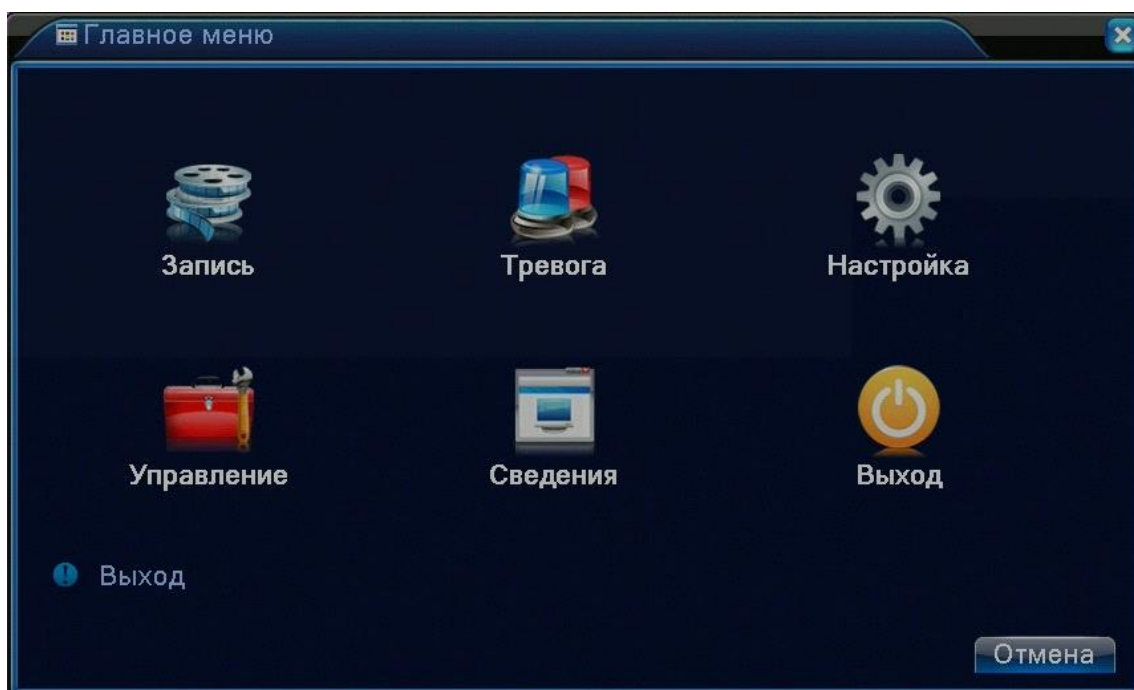 Главное меню
Запись
Тревога
Настройка
Управление
Сведения
Выход
Выход
Отмена